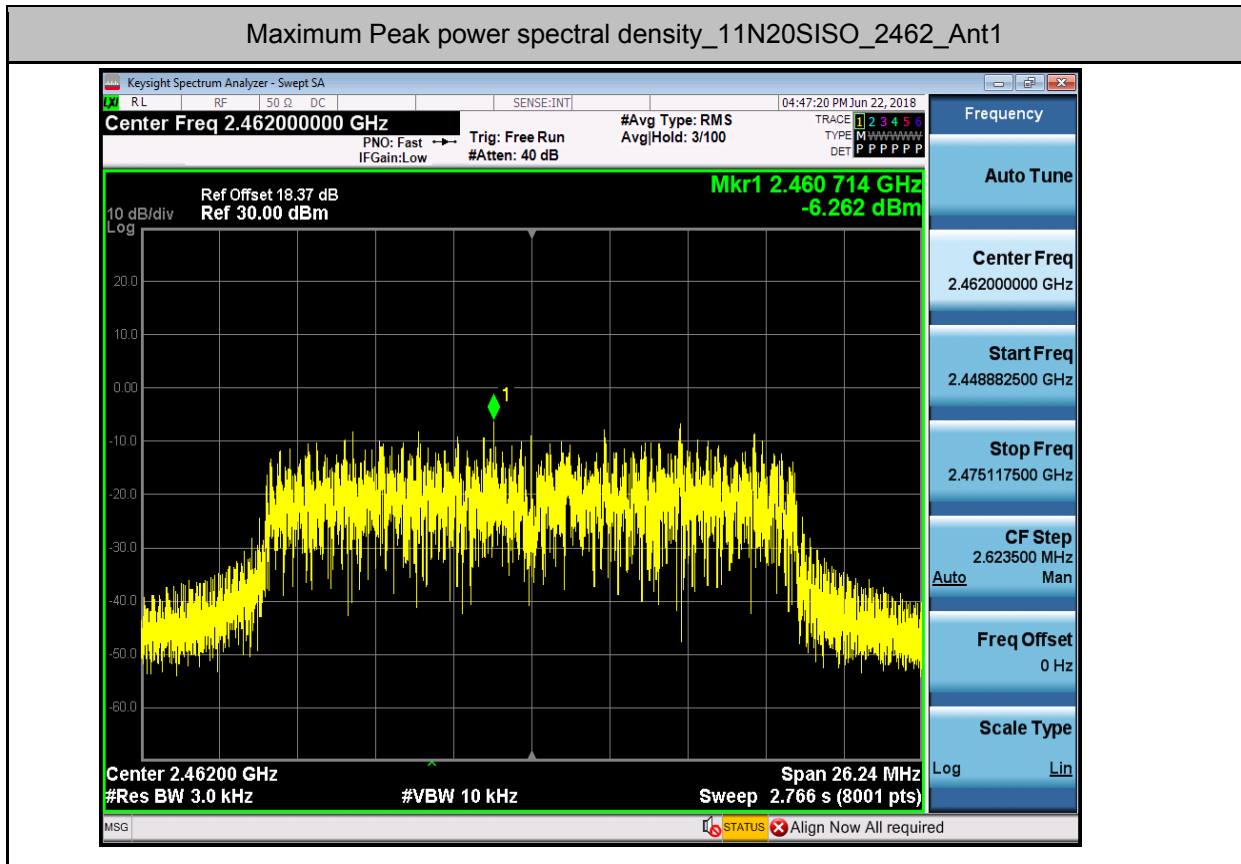 Maximum Peak power spectral density_11N20SISO_2462_Ant1
Keysight Spectrum Analyzer - Swept SA
LXI RL RF 50 Ω DC SENSE:INT 04:47:20 PM Jun 22, 2018
Center Freq 2.462000000 GHz
PNO: Fast
IFGain:Low
Trig: Free Run
#Atten: 40 dB
#Avg Type: RMS
Avg|Hold: 3/100
TRACE 1 2 3 4 5 6
TYPE M WWWWW
DET P P P P P P
Mkr1 2.460 714 GHz
-6.262 dBm
Ref Offset 18.37 dB
10 dB/div Ref 30.00 dBm
Log
20.0
10.0
0.00
-10.0
-20.0
-30.0
-40.0
-50.0
-60.0
1
Center 2.46200 GHz Span 26.24 MHz
#Res BW 3.0 kHz #VBW 10 kHz Sweep 2.766 s (8001 pts)
MSG STATUS Align Now All required
Frequency
Auto Tune
Center Freq
2.462000000 GHz
Start Freq
2.448882500 GHz
Stop Freq
2.475117500 GHz
CF Step
2.623500 MHz
Auto Man
Freq Offset
0 Hz
Scale Type
Log Lin